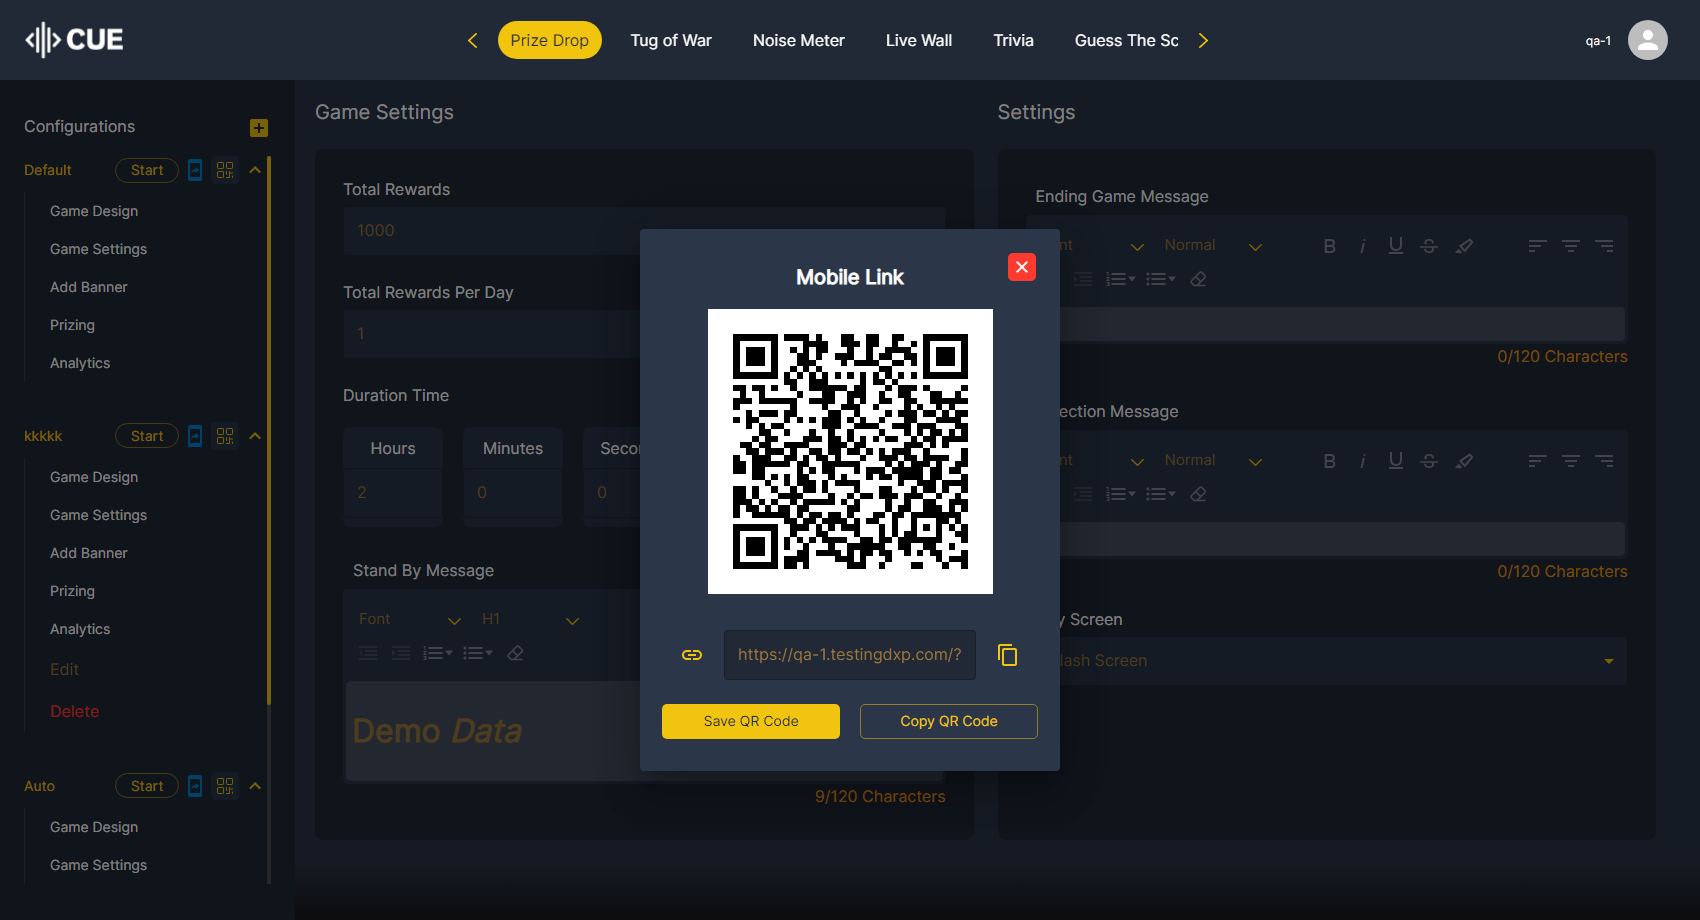 CUE
Prize Drop
Tug of War
Noise Meter
Live Wall
Trivia
Guess The Sc
qa-1
Configurations
Default
Start
Game Design
Game Settings
Add Banner
Prizing
Analytics
kkkkk
Start
Game Design
Game Settings
Add Banner
Prizing
Analytics
Edit
Delete
Auto
Start
Game Design
Game Settings
Game Settings
Total Rewards
1000
Total Rewards Per Day
1
Duration Time
Hours
Minutes
Secon
2
0
0
Stand By Message
Font
H1
Demo Data
9/120 Characters
Mobile Link
https://qa-1.testingdxp.com/?
Save QR Code
Copy QR Code
Settings
Ending Game Message
nt
Normal
B
i
U
S
0/120 Characters
ection Message
nt
Normal
B
i
U
S
0/120 Characters
y Screen
lash Screen